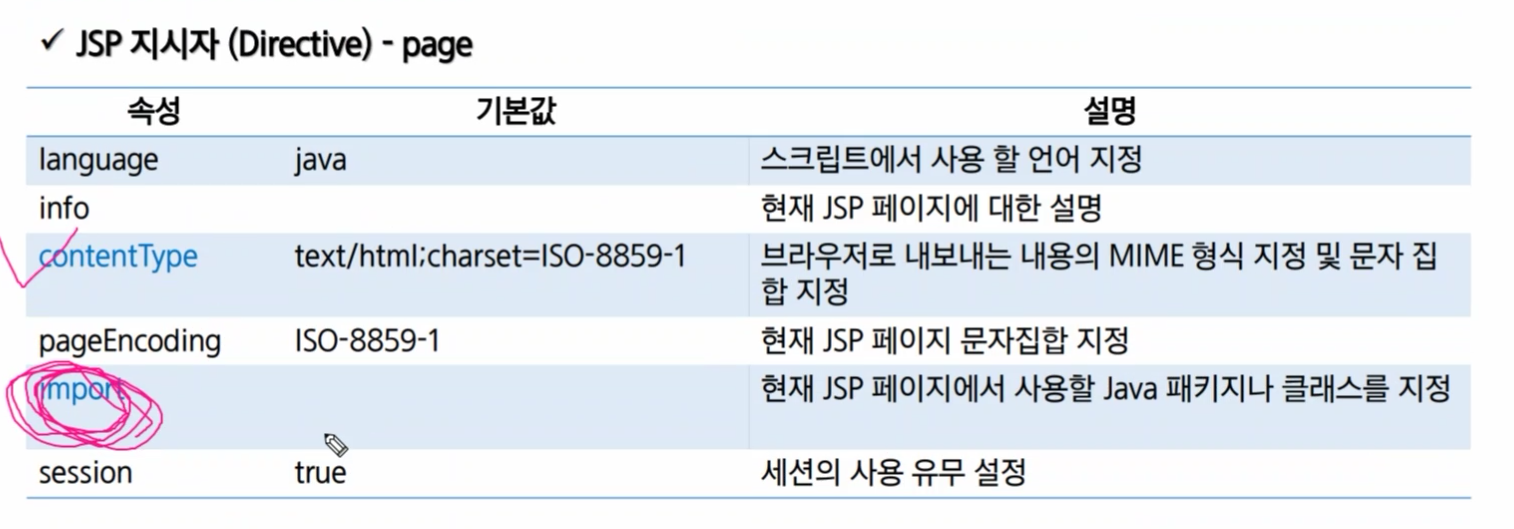 ✓ JSP 지시자 (Directive) - page
속성 기본값 설명
language java 스크립트에서 사용 할 언어 지정
info 현재 JSP 페이지에 대한 설명
contentType text/html;charset=ISO-8859-1 브라우저로 내보내는 내용의 MIME 형식 지정 및 문자 집
합 지정
pageEncoding ISO-8859-1 현재 JSP 페이지 문자집합 지정
import 현재 JSP 페이지에서 사용할 Java 패키지나 클래스를 지정
session true 세션의 사용 유무 설정